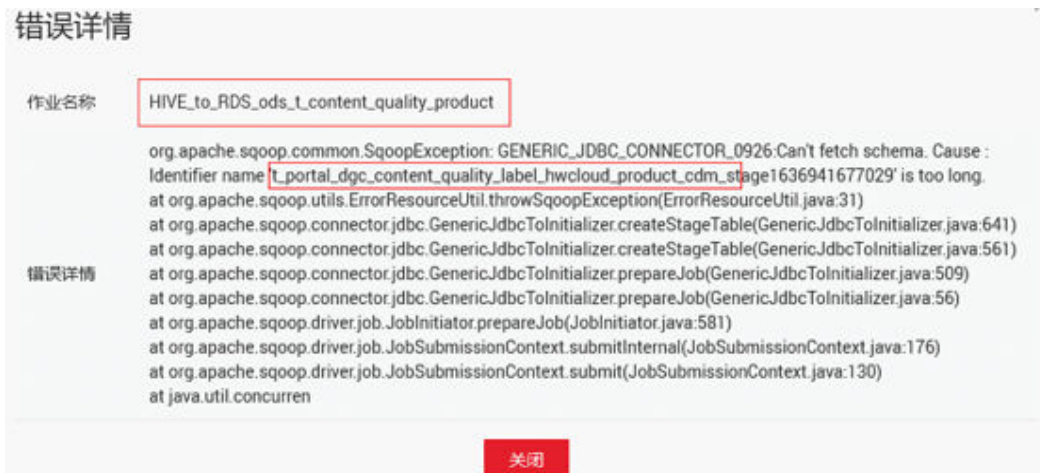 错误详情
作业名称 HIVE_to_RDS_ods_t_content_quality_product
org.apache.sqoop.common.SqoopException: GENERIC_JDBC_CONNECTOR_0926:Can't fetch schema. Cause :
Identifier name 't_portal_dgc_content_quality_label_hwcloud_product_cdm_stage1636941677029' is too long.
at org.apache.sqoop.utils.ErrorResourceUtil.throwSqoopException(ErrorResourceUtil.java:31)
at org.apache.sqoop.connector.jdbc.GenericJdbcToInitializer.createStageTable(GenericJdbcToInitializer.java:641)
at org.apache.sqoop.connector.jdbc.GenericJdbcToInitializer.createStageTable(GenericJdbcToInitializer.java:561)
错误详情 at org.apache.sqoop.connector.jdbc.GenericJdbcToInitializer.prepareJob(GenericJdbcToInitializer.java:509)
at org.apache.sqoop.connector.jdbc.GenericJdbcToInitializer.prepareJob(GenericJdbcToInitializer.java:56)
at org.apache.sqoop.driver.job.JobInitiator.prepareJob(JobInitiator.java:581)
at org.apache.sqoop.driver.job.JobSubmissionContext.submitInternal(JobSubmissionContext.java:176)
at org.apache.sqoop.driver.job.JobSubmissionContext.submit(JobSubmissionContext.java:130)
at java.util.concurren
关闭